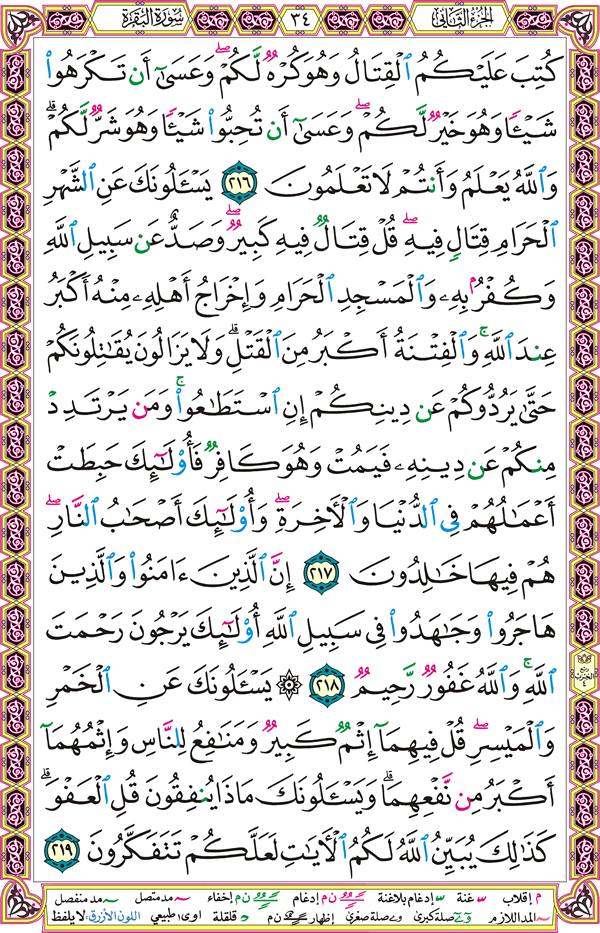 الجزء الثاني ٣٤ سورة البقرة
كُتِبَ عَلَيْكُمُ ٱلْقِتَالُ وَهُوَ كُرْهٌ لَّكُمْ ۖ وَعَسَىٰٓ أَن تَكْرَهُوا۟
شَيْـًٔا وَهُوَ خَيْرٌ لَّكُمْ ۖ وَعَسَىٰٓ أَن تُحِبُّوا۟ شَيْـًٔا وَهُوَ شَرٌّ لَّكُمْ ۗ
وَٱللَّهُ يَعْلَمُ وَأَنتُمْ لَا تَعْلَمُونَ ٢١٦ يَسْـَٔلُونَكَ عَنِ ٱلشَّهْرِ
ٱلْحَرَامِ قِتَالٍ فِيهِ ۖ قُلْ قِتَالٌ فِيهِ كَبِيرٌ ۖ وَصَدٌّ عَن سَبِيلِ ٱللَّهِ
وَكُفْرٌۢ بِهِۦ وَٱلْمَسْجِدِ ٱلْحَرَامِ وَإِخْرَاجُ أَهْلِهِۦ مِنْهُ أَكْبَرُ
عِندَ ٱللَّهِ ۚ وَٱلْفِتْنَةُ أَكْبَرُ مِنَ ٱلْقَتْلِ ۗ وَلَا يَزَالُونَ يُقَـٰتِلُونَكُمْ
حَتَّىٰ يَرُدُّوكُمْ عَن دِينِكُمْ إِنِ ٱسْتَطَـٰعُوا۟ ۚ وَمَن يَرْتَدِدْ
مِنكُمْ عَن دِينِهِۦ فَيَمُتْ وَهُوَ كَافِرٌ فَأُو۟لَـٰٓئِكَ حَبِطَتْ
أَعْمَـٰلُهُمْ فِى ٱلدُّنْيَا وَٱلْـَٔاخِرَةِ ۖ وَأُو۟لَـٰٓئِكَ أَصْحَـٰبُ ٱلنَّارِ ۖ
هُمْ فِيهَا خَـٰلِدُونَ ٢١٧ إِنَّ ٱلَّذِينَ ءَامَنُوا۟ وَٱلَّذِينَ
هَاجَرُوا۟ وَجَـٰهَدُوا۟ فِى سَبِيلِ ٱللَّهِ أُو۟لَـٰٓئِكَ يَرْجُونَ رَحْمَتَ
ٱللَّهِ ۚ وَٱللَّهُ غَفُورٌ رَّحِيمٌ ٢١٨ ۞ يَسْـَٔلُونَكَ عَنِ ٱلْخَمْرِ
وَٱلْمَيْسِرِ ۖ قُلْ فِيهِمَآ إِثْمٌ كَبِيرٌ وَمَنَـٰفِعُ لِلنَّاسِ وَإِثْمُهُمَآ
أَكْبَرُ مِن نَّفْعِهِمَا ۗ وَيَسْـَٔلُونَكَ مَاذَا يُنفِقُونَ قُلِ ٱلْعَفْوَ ۗ
كَذَٰلِكَ يُبَيِّنُ ٱللَّهُ لَكُمُ ٱلْـَٔايَـٰتِ لَعَلَّكُمْ تَتَفَكَّرُونَ ٢١٩
ربع الحزب ٤
م إقلاب غنة إدغام بلاغنة ن م إدغام ن م إخفاء مد متصل مد منفصل
المد اللازم صلة كبرى صلة صغرى إظهار ن م قلقلة اوى: طبيعي اللون الأزرق: لا يلفظ